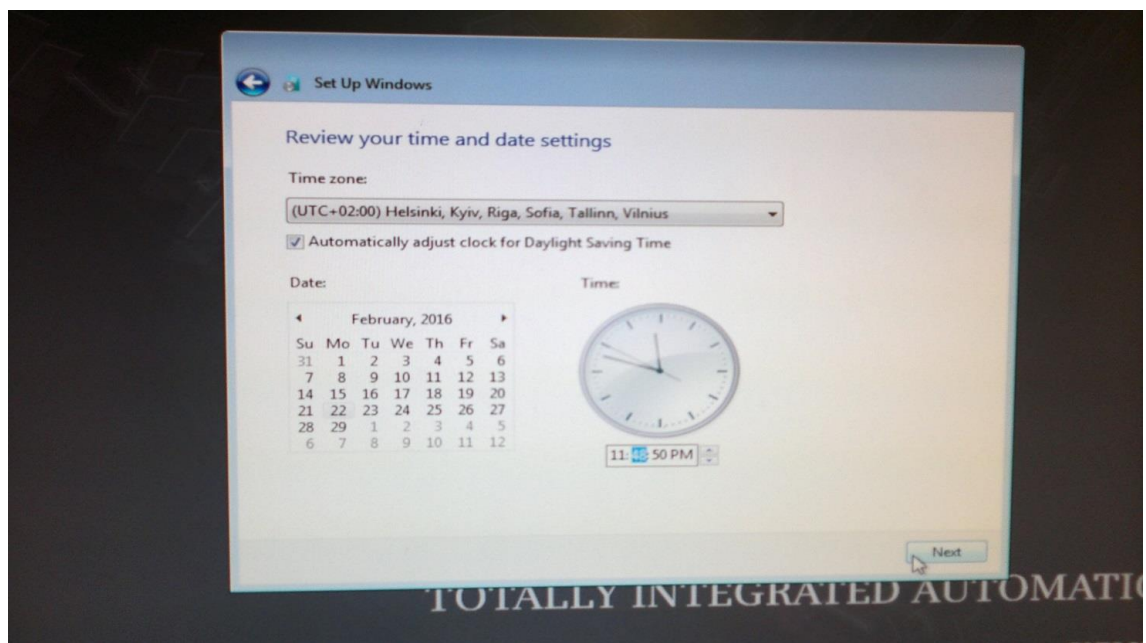 Set Up Windows
Review your time and date settings
Time zone:
(UTC+02:00) Helsinki, Kyiv, Riga, Sofia, Tallinn, Vilnius
Automatically adjust clock for Daylight Saving Time
Date:
Time:
February, 2016
Su Mo Tu We Th Fr Sa
31 1 2 3 4 5 6
7 8 9 10 11 12 13
14 15 16 17 18 19 20
21 22 23 24 25 26 27
28 29 1 2 3 4 5
6 7 8 9 10 11 12
11:48:50 PM
Next
TOTALLY INTEGRATED AUTOMATIC